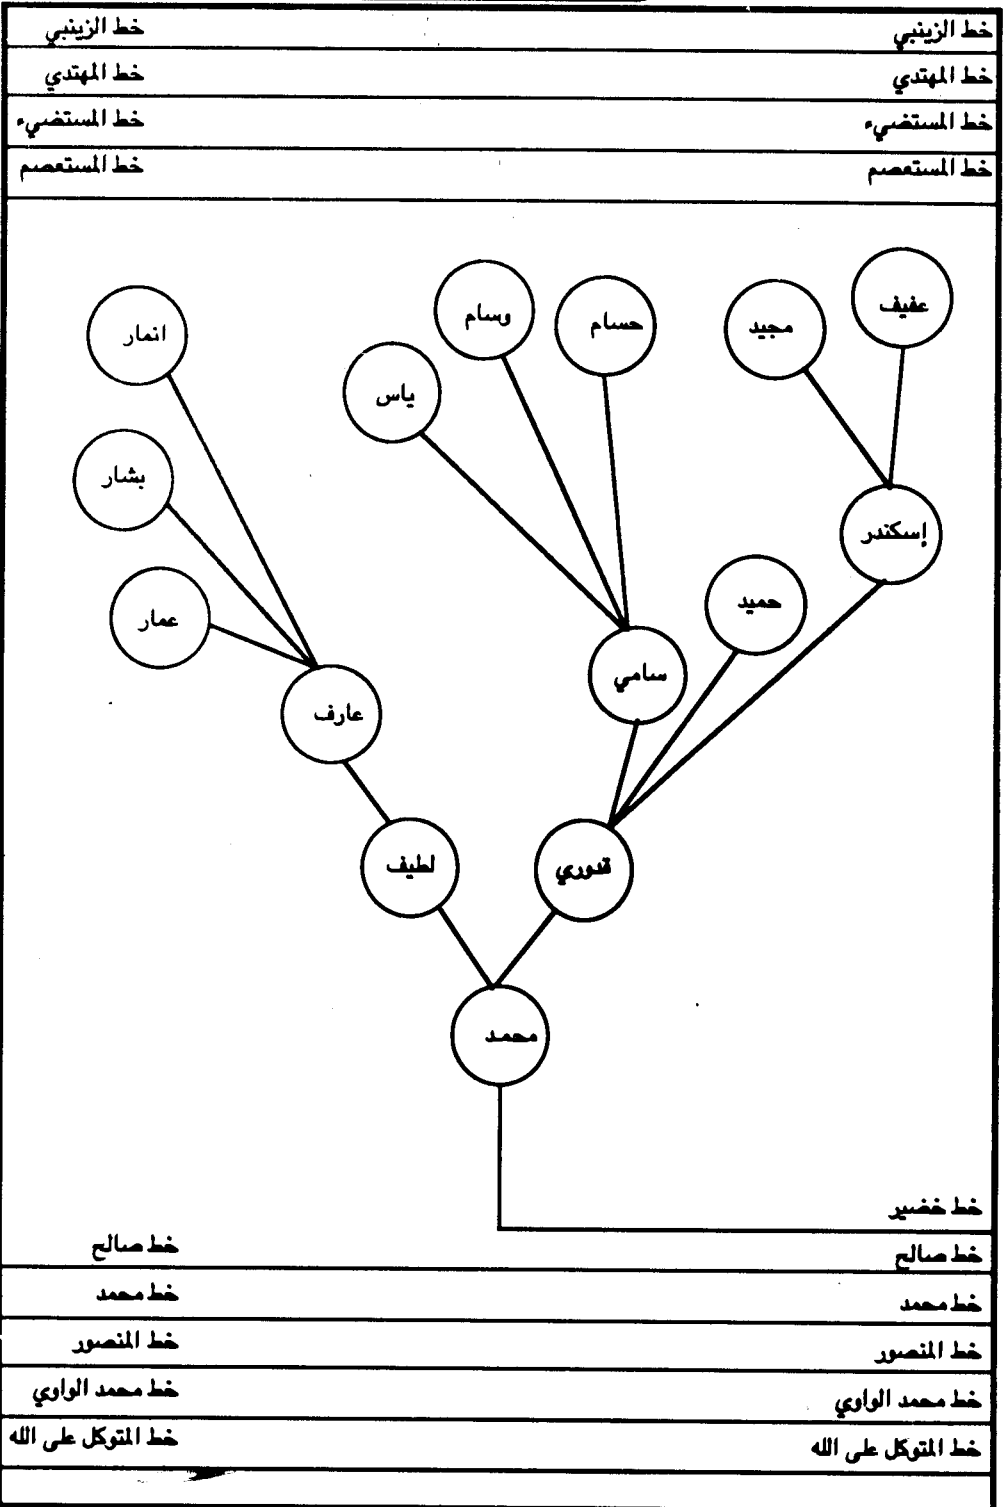 خط الزينبي خط الزينبي
خط المهتدي خط المهتدي
خط المستضيء خط المستضيء
خط المستعصم خط المستعصم
عفيف
مجيد
حسام
وسام
ياس
انمار
بشار
عمار
إسكندر
حميد
سامي
عارف
قدوري
لطيف
محمد
خط خضير
خط صالح خط صالح
خط محمد خط محمد
خط المنصور خط المنصور
خط محمد الواوي خط محمد الواوي
خط المتوكل على الله خط المتوكل على الله